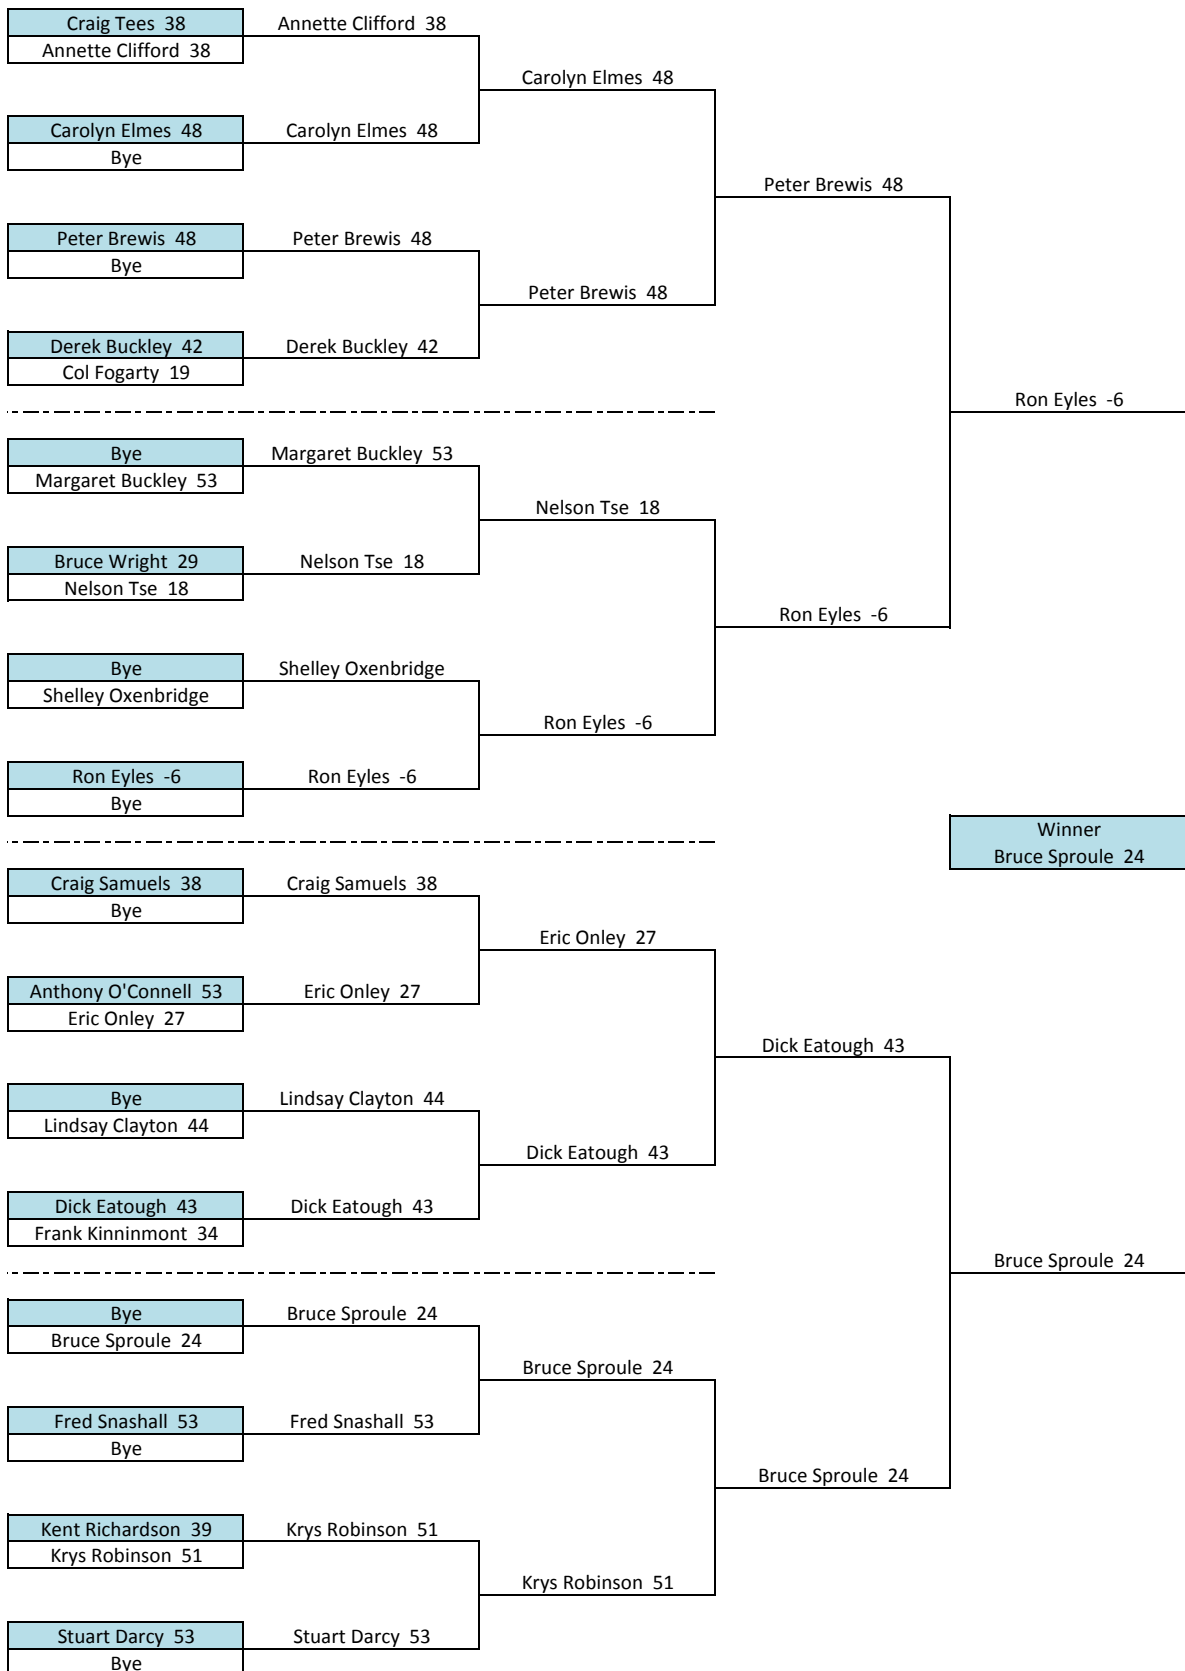 Craig Tees 38 Annette Clifford 38
Annette Clifford 38
Carolyn Elmes 48
Carolyn Elmes 48 Carolyn Elmes 48
Bye
Peter Brewis 48
Peter Brewis 48 Peter Brewis 48
Bye
Peter Brewis 48
Derek Buckley 42 Derek Buckley 42
Col Fogarty 19
Ron Eyles -6
Bye Margaret Buckley 53
Margaret Buckley 53
Nelson Tse 18
Bruce Wright 29 Nelson Tse 18
Nelson Tse 18
Ron Eyles -6
Bye Shelley Oxenbridge
Shelley Oxenbridge
Ron Eyles -6
Ron Eyles -6 Ron Eyles -6
Bye
Winner
Bruce Sproule 24
Craig Samuels 38 Craig Samuels 38
Bye
Eric Onley 27
Anthony O'Connell 53 Eric Onley 27
Eric Onley 27
Dick Eatough 43
Bye Lindsay Clayton 44
Lindsay Clayton 44
Dick Eatough 43
Dick Eatough 43 Dick Eatough 43
Frank Kinninmont 34
Bruce Sproule 24
Bye Bruce Sproule 24
Bruce Sproule 24
Bruce Sproule 24
Fred Snashall 53 Fred Snashall 53
Bye
Bruce Sproule 24
Kent Richardson 39 Krys Robinson 51
Krys Robinson 51
Krys Robinson 51
Stuart Darcy 53 Stuart Darcy 53
Bye